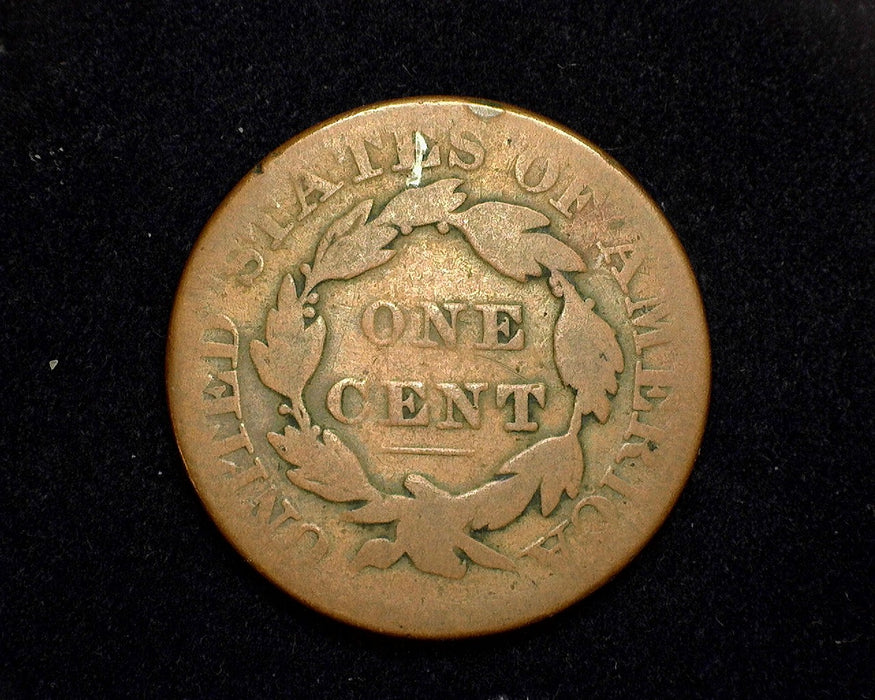 UNITED STATES OF AMERICA
ONE
CENT